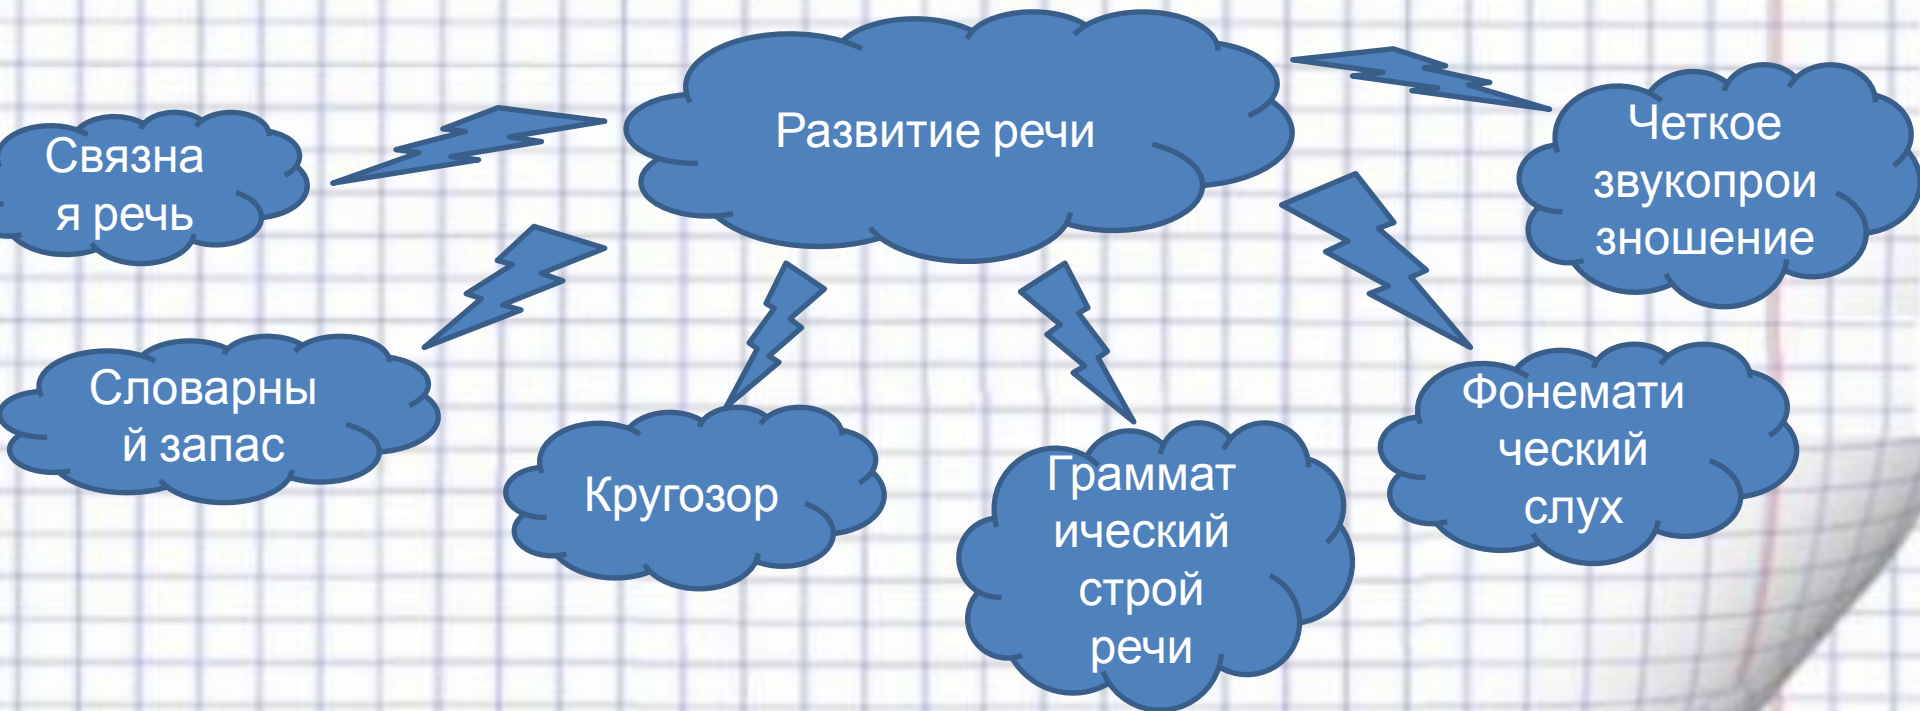 Развитие речи
Связна
я речь
Четкое
звукопрои
зношение
Словарны
й запас
Кругозор
Граммат
ический
строй
речи
Фонемати
ческий
слух